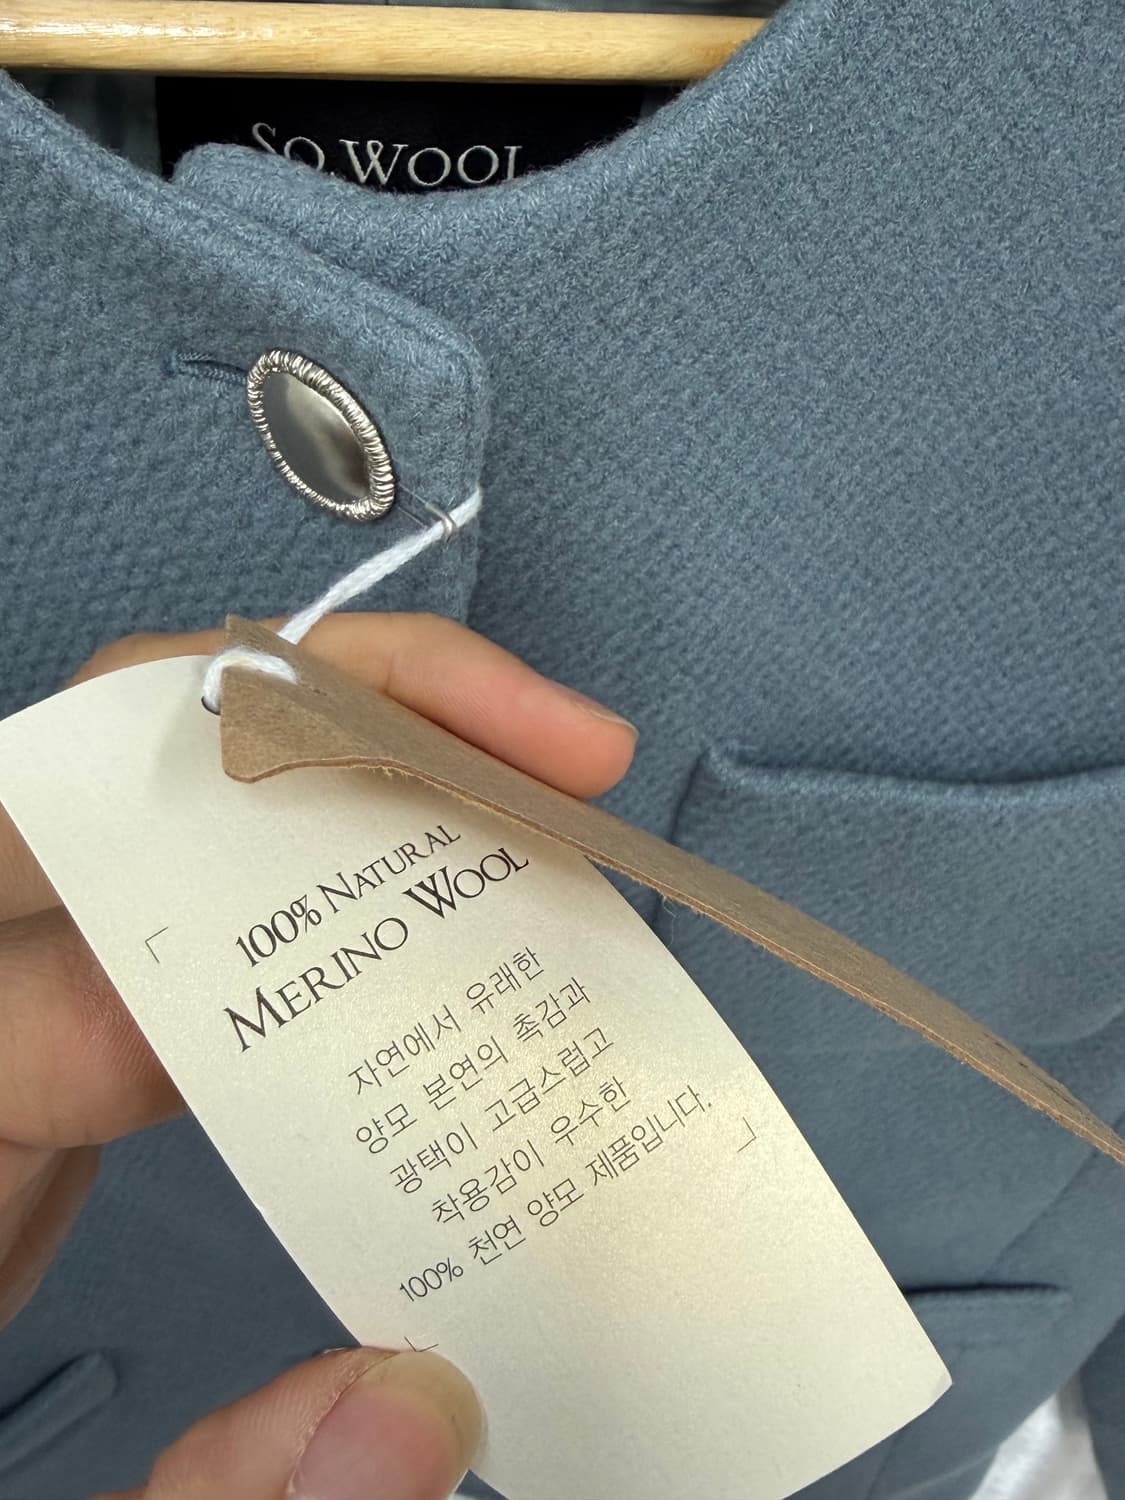 SO.WOOL
100% NATURAL
MERINO WOOL
자연에서 유래한
양모 본연의 촉감과
광택이 고급스럽고
착용감이 우수한
100% 천연 양모 제품입니다.